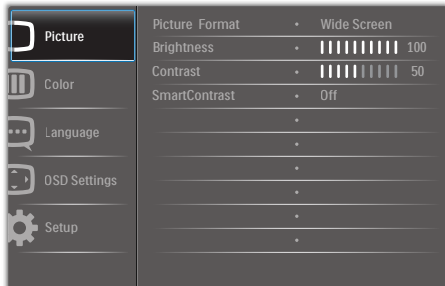 Picture
Color
Language
OSD Settings
Setup
Picture Format • Wide Screen
Brightness • 100
Contrast • 50
SmartContrast • Off
•
•
•
•
•
•